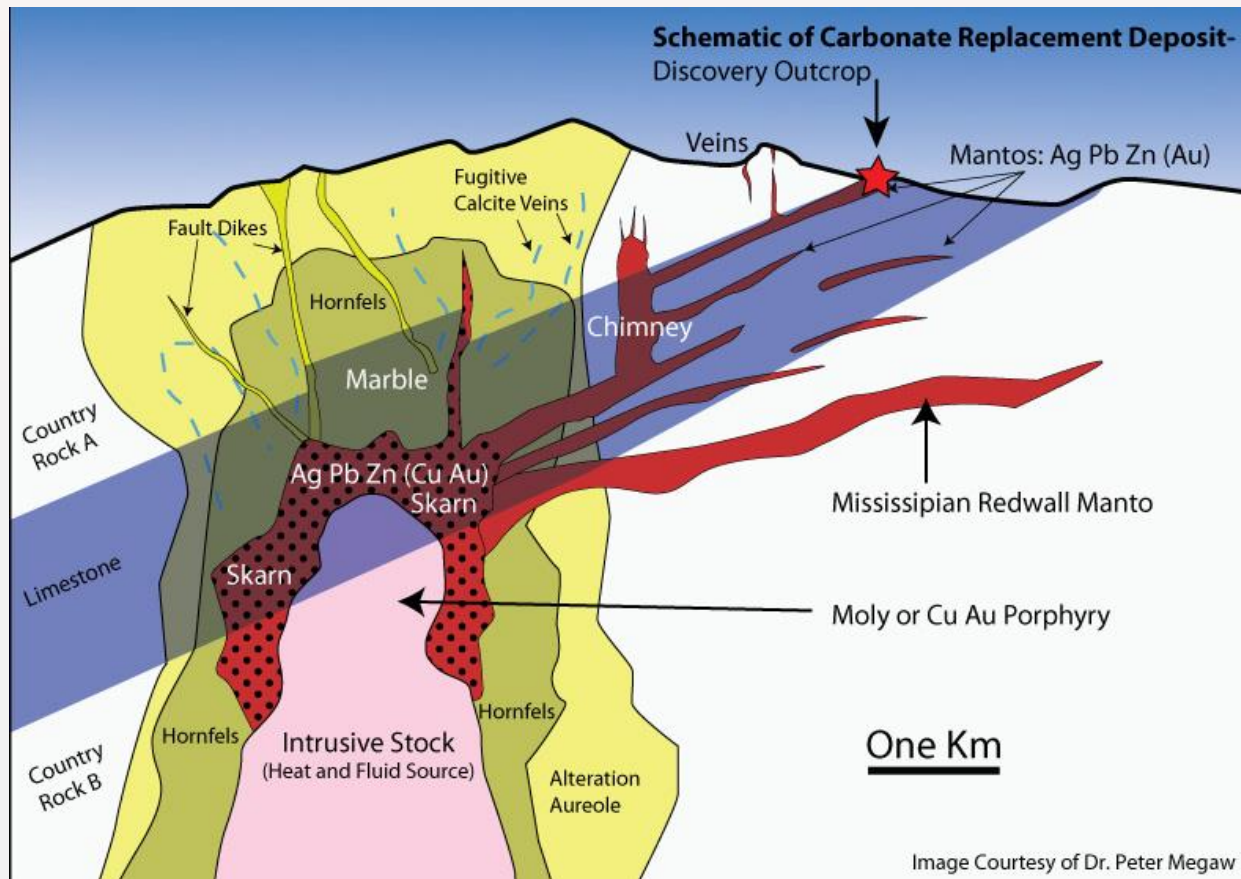 Schematic of Carbonate Replacement Deposit-
Discovery Outcrop
Veins
Mantos: Ag Pb Zn (Au)
Fugitive
Calcite Veins
Fault Dikes
Hornfels
Chimney
Marble
Country
Rock A
Ag Pb Zn (Cu Au)
Skarn
Mississipian Redwall Manto
Limestone
Skarn
Moly or Cu Au Porphyry
Hornfels
Hornfels
Intrusive Stock
(Heat and Fluid Source)
One Km
Country
Rock B
Alteration
Aureole
Image Courtesy of Dr. Peter Megaw